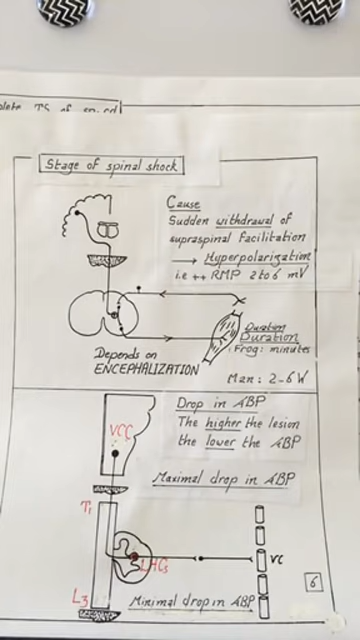 Stage of spinal shock
Cause
Sudden withdrawal of
supraspinal Facilitation
→ Hyperpolarization
i.e ++ RMP 2 to 6 mV
Duration
Duration
Frog: minutes
Depends on
ENCEPHALIZATION
Man: 2-6 W
Drop in ABP
The higher the lesion
the lower the ABP
VCC
Maximal drop in ABP
T1
LHCs
VC
6
L3
Minimal drop in ABP